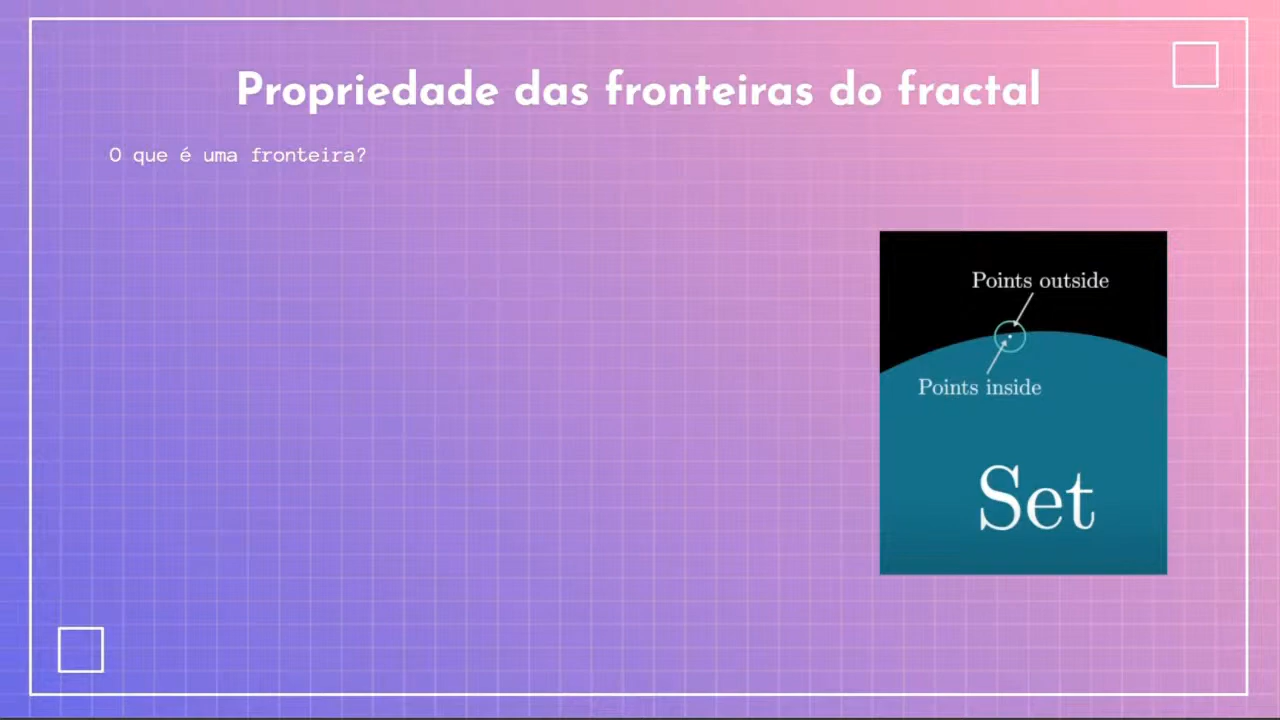 Propriedade das fronteiras do fractal
O que é uma fronteira?
Points outside
Points inside
Set